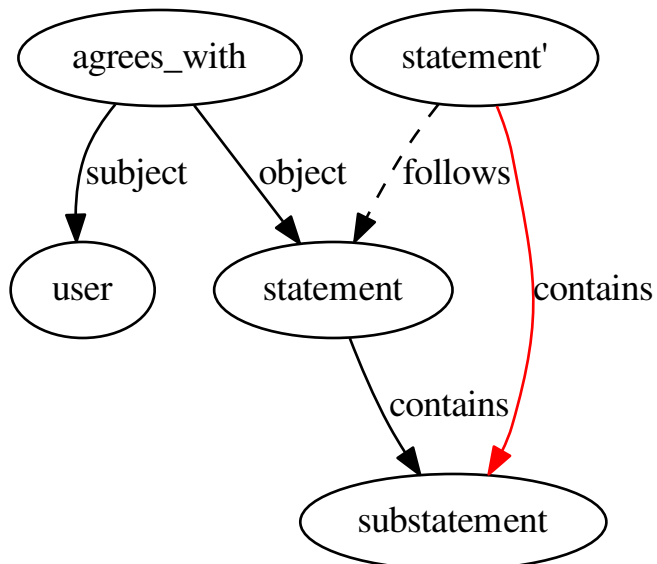 agrees_with
statement'
subject
object
follows
user
statement
contains
contains
substatement